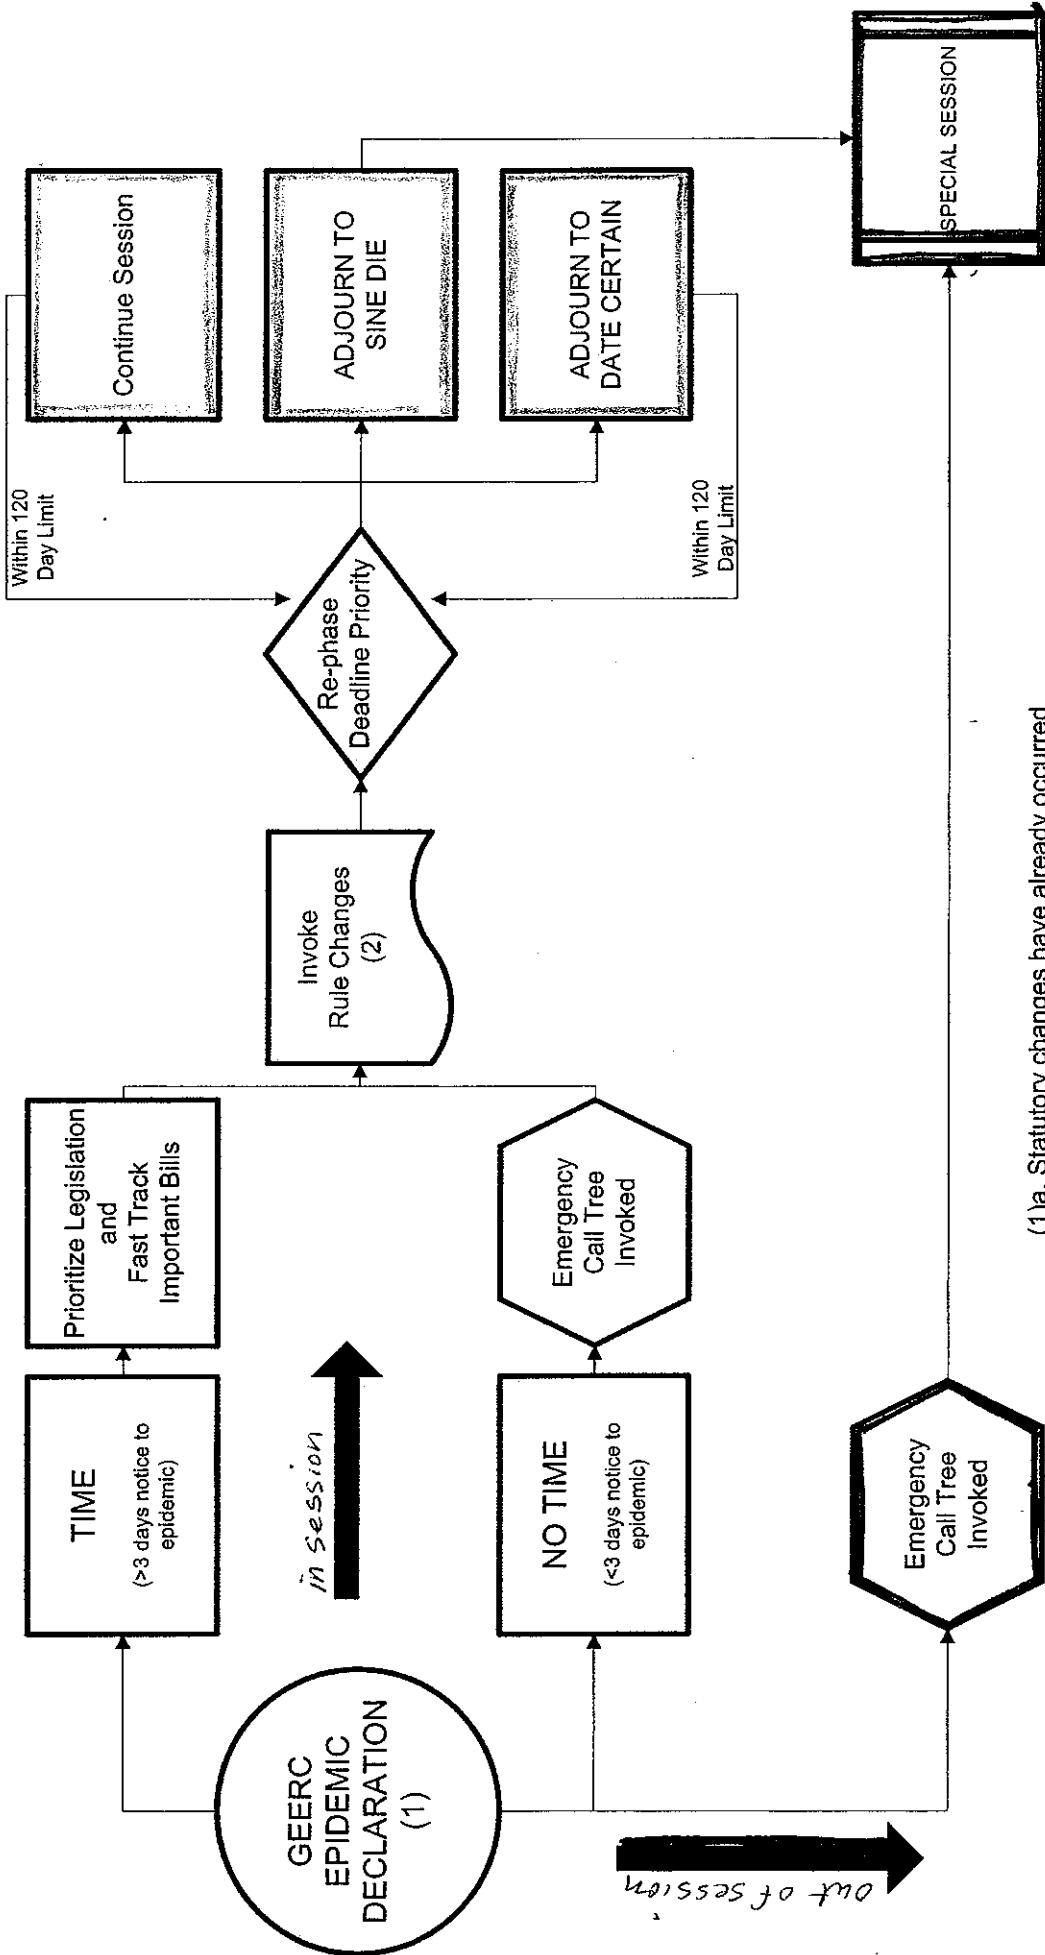 GEERC
EPIDEMIC
DECLARATION
(1)
TIME
(>3 days notice to
epidemic)
Prioritize Legislation
and
Fast Track
Important Bills
in session
NO TIME
(<3 days notice to
epidemic)
Emergency
Call Tree
Invoked
out of session
Emergency
Call Tree
Invoked
Invoke
Rule Changes
(2)
Re-phase
Deadline Priority
Within 120
Day Limit
Within 120
Day Limit
Continue Session
ADJOURN TO
SINE DIE
ADJOURN TO
DATE CERTAIN
SPECIAL SESSION
(1)a. Statutory changes have already occurred